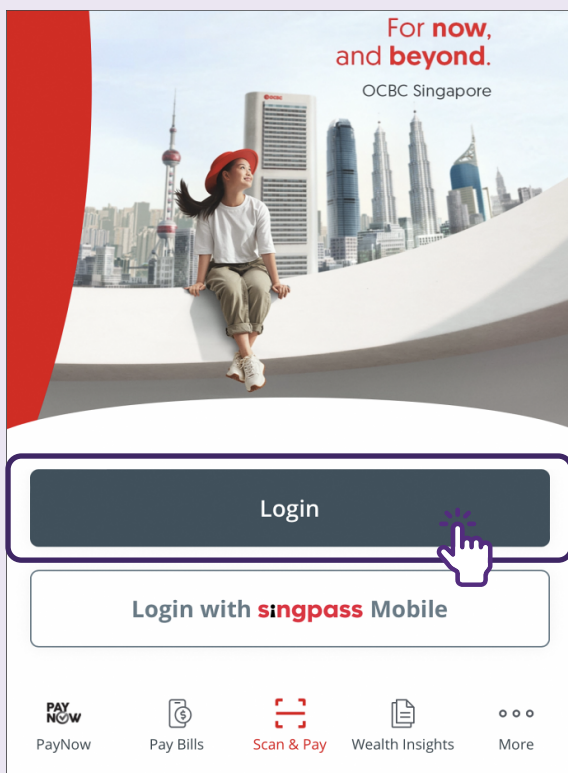 For now,
and beyond.
OCBC Singapore
OCBC
Login
Login with singpass Mobile
PAY
NOW
PayNow
Pay Bills
Scan & Pay
Wealth Insights
More